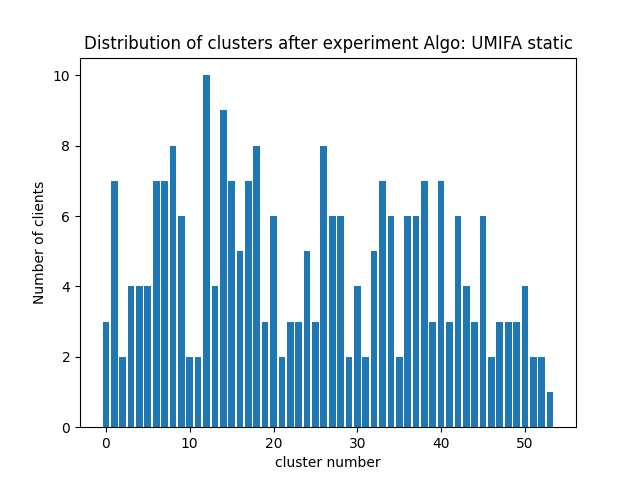 Distribution of clusters after experiment Algo: UMIFA static
10
8
6
4
2
0
Number of clients
0 10 20 30 40 50
cluster number